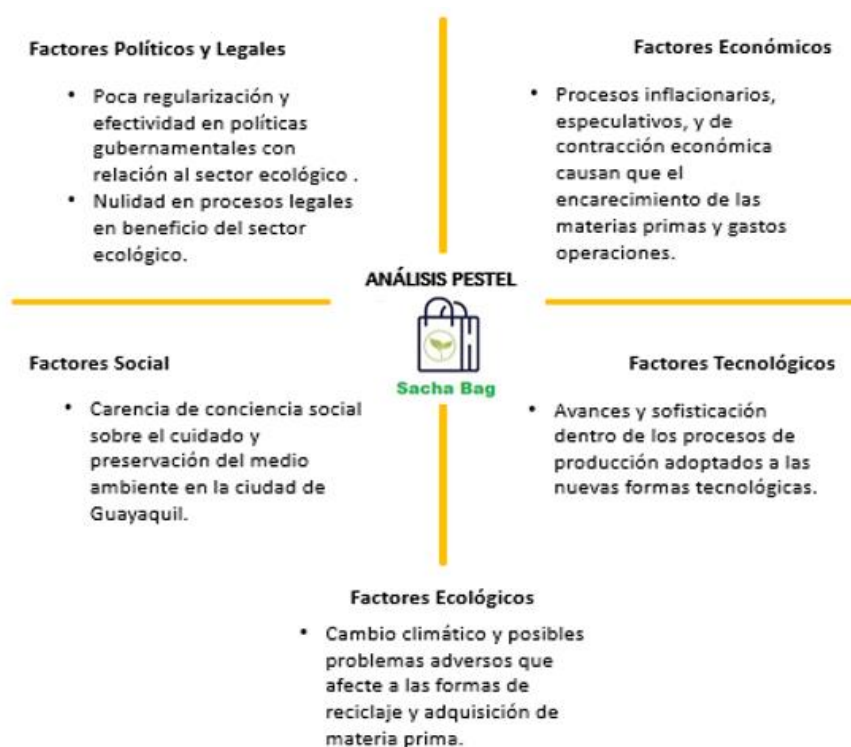 Factores Políticos y Legales
• Poca regularización y
efectividad en políticas
gubernamentales con
relación al sector ecológico .
• Nulidad en procesos legales
en beneficio del sector
ecológico.
Factores Económicos
• Procesos inflacionarios,
especulativos, y de
contracción económica
causan que el
encarecimiento de las
materias primas y gastos
operaciones.
ANÁLISIS PESTEL
Sacha Bag
Factores Social
• Carencia de conciencia social
sobre el cuidado y
preservación del medio
ambiente en la ciudad de
Guayaquil.
Factores Tecnológicos
• Avances y sofisticación
dentro de los procesos de
producción adoptados a las
nuevas formas tecnológicas.
Factores Ecológicos
• Cambio climático y posibles
problemas adversos que
afecte a las formas de
reciclaje y adquisición de
materia prima.